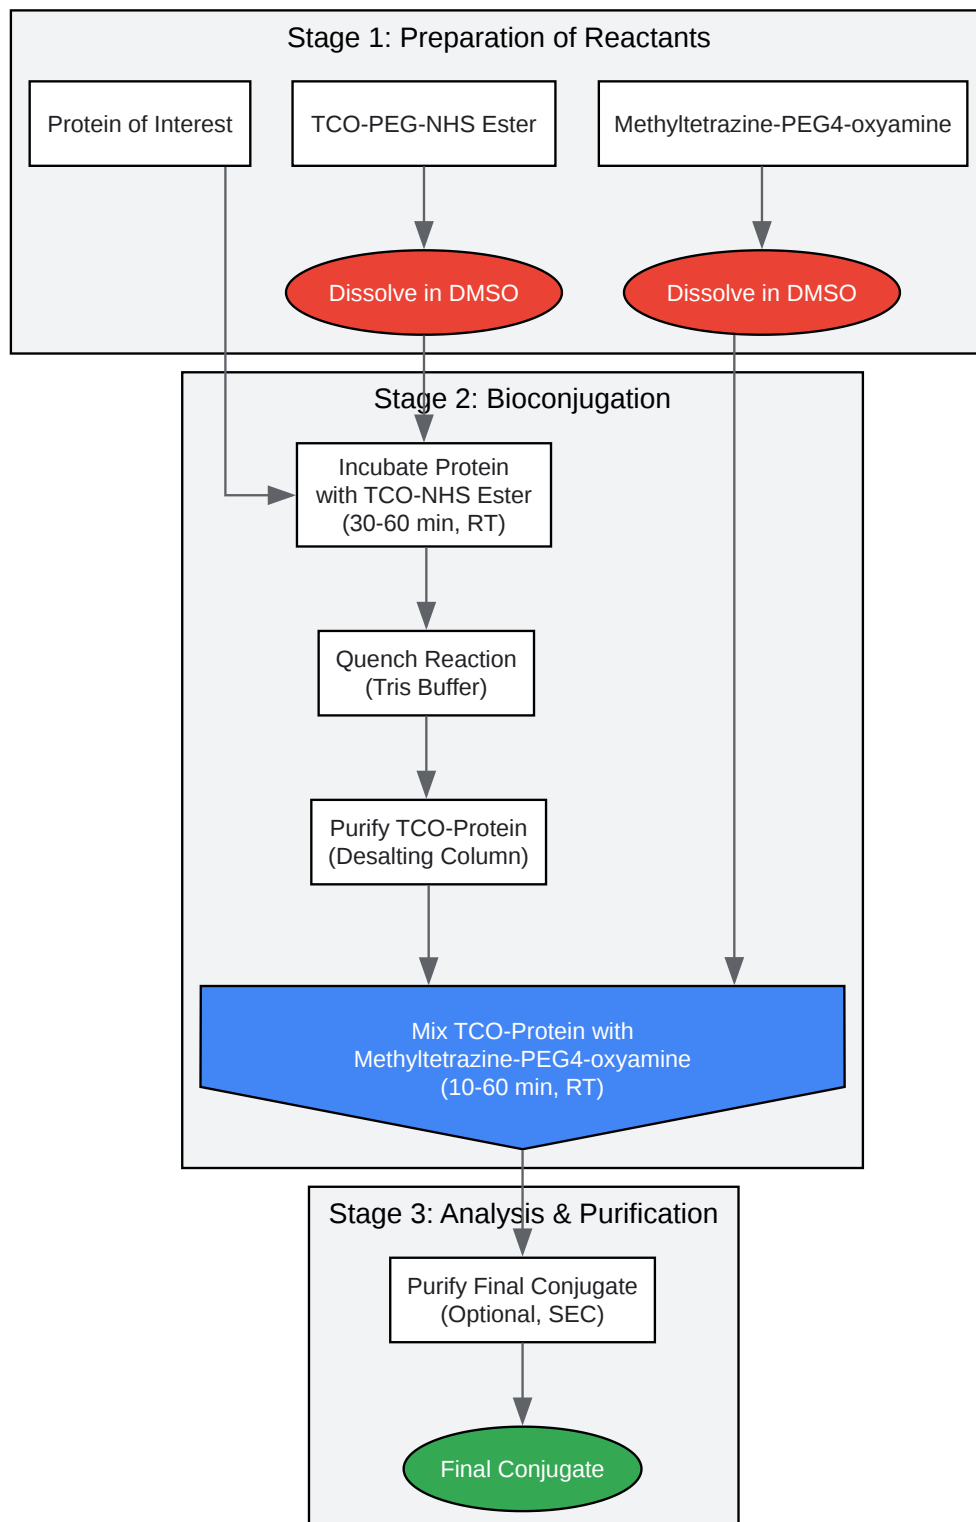 Stage 1: Preparation of Reactants
Protein of Interest
TCO-PEG-NHS Ester
Methyltetrazine-PEG4-oxyamine
Dissolve in DMSO
Dissolve in DMSO
Stage 2: Bioconjugation
Incubate Protein
with TCO-NHS Ester
(30-60 min, RT)
Quench Reaction
(Tris Buffer)
Purify TCO-Protein
(Desalting Column)
Mix TCO-Protein with
Methyltetrazine-PEG4-oxyamine
(10-60 min, RT)
Stage 3: Analysis & Purification
Purify Final Conjugate
(Optional, SEC)
Final Conjugate